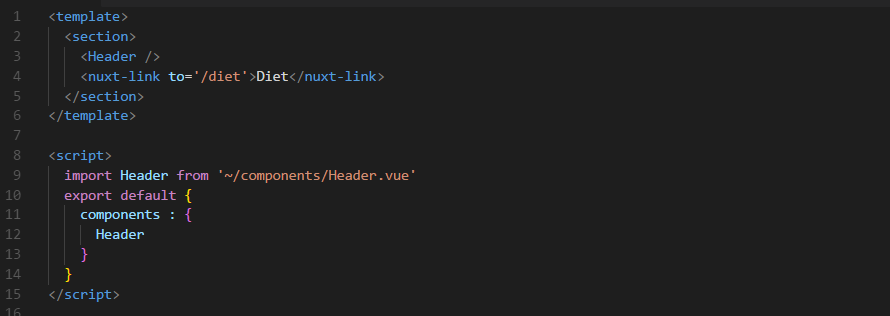 1 <template>
2   <section>
3     <Header />
4     <nuxt-link to='/diet'>Diet</nuxt-link>
5   </section>
6 </template>
7
8 <script>
9   import Header from '~/components/Header.vue'
10   export default {
11     components : {
12       Header
13     }
14   }
15 </script>
16